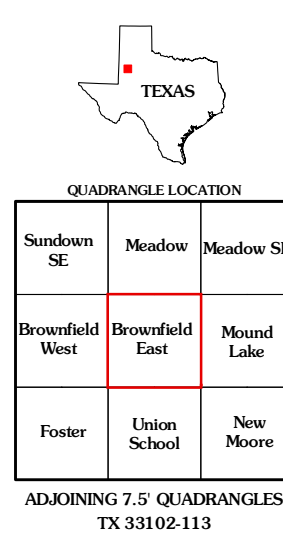 TEXAS
QUADRANGLE LOCATION
Sundown SE
Meadow
Meadow
Brownfield West
Brownfield East
Mound Lake
Foster
Union School
New Moore
ADJOINING 7.5' QUADRANGLES
TX 33102-113